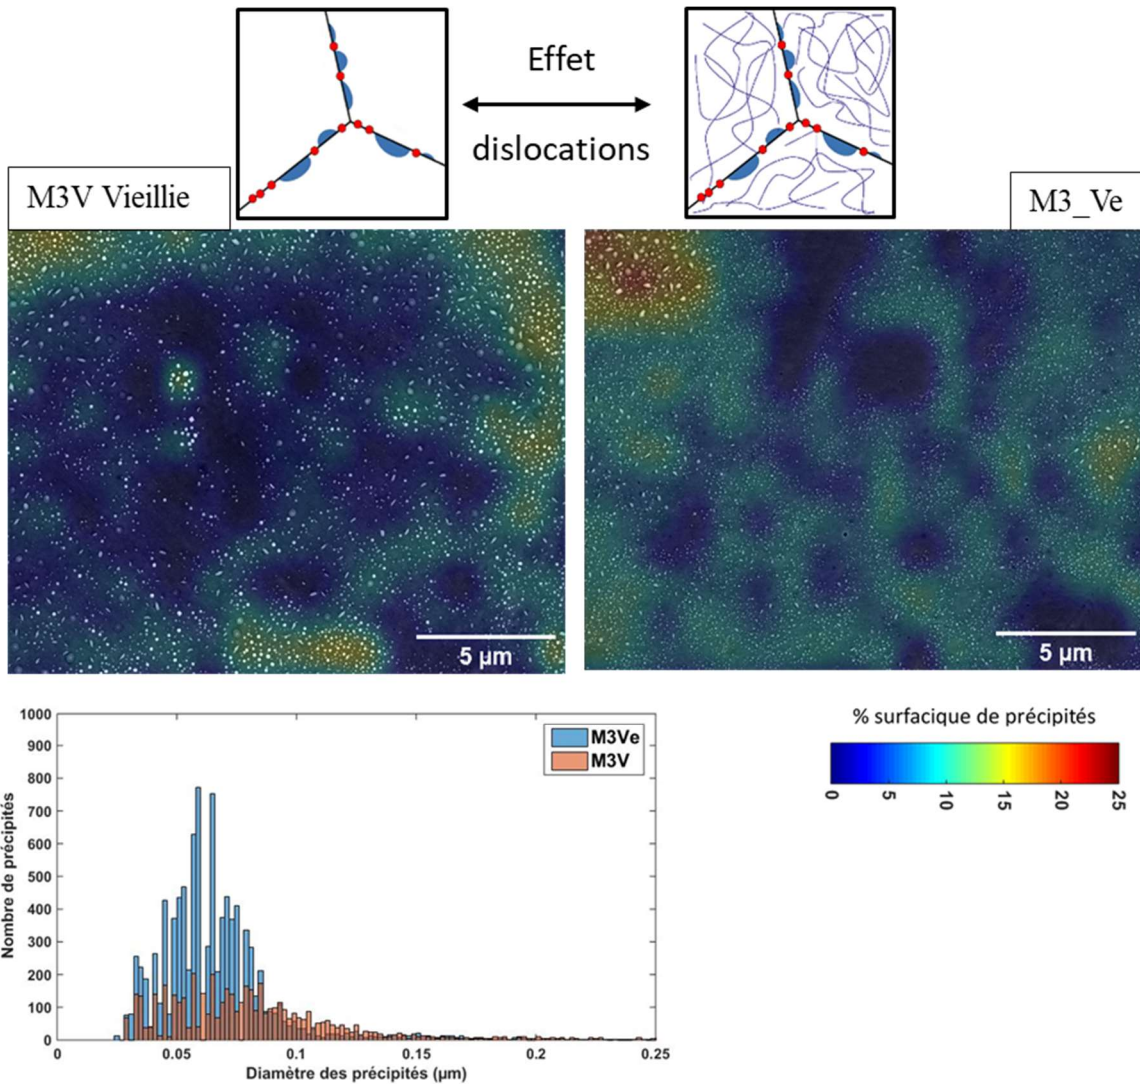 Effet
dislocations
M3V Vieillie
M3_Ve
5 µm
5 µm
1000
900
800
700
600
500
400
300
200
100
0
0
0.05
0.1
0.15
0.2
0.25
Nombre de précipités
Diamètre des précipités (µm)
M3Ve
M3V
% surfacique de précipités
0
5
10
15
20
25